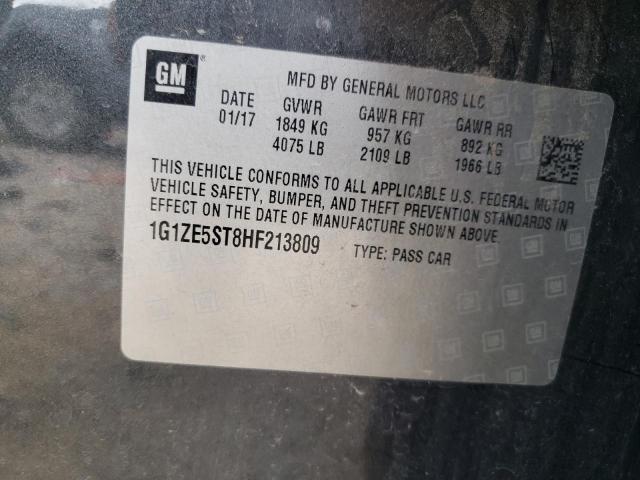 GM ®
MFD BY GENERAL MOTORS LLC
DATE GVWR GAWR FRT GAWR RR
01/17 1849 KG 957 KG 892 KG
4075 LB 2109 LB 1966 LB
THIS VEHICLE CONFORMS TO ALL APPLICABLE U.S. FEDERAL MOTOR
VEHICLE SAFETY, BUMPER, AND THEFT PREVENTION STANDARDS IN
EFFECT ON THE DATE OF MANUFACTURE SHOWN ABOVE.
1G1ZE5ST8HF213809 TYPE: PASS CAR